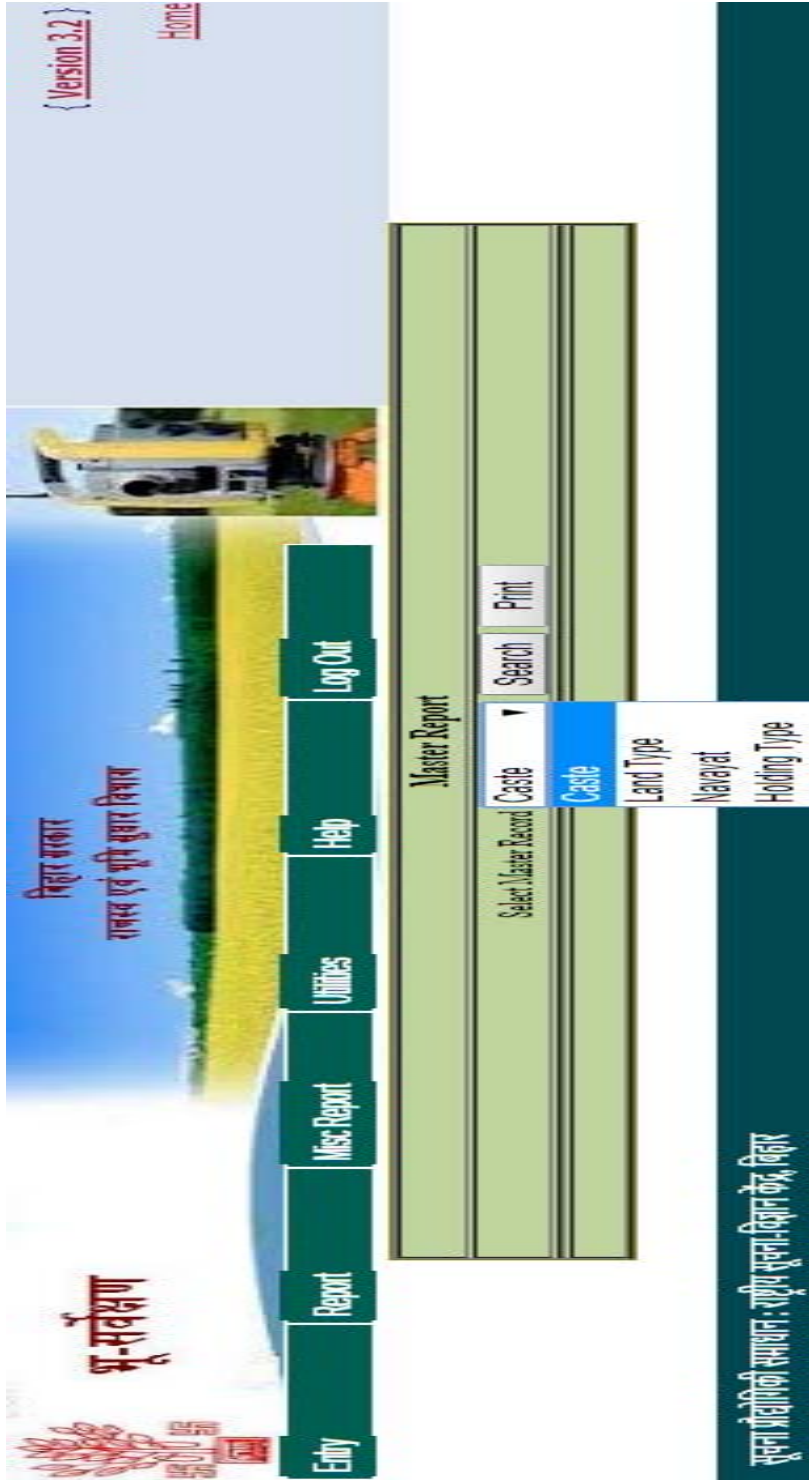 { Version 3.2 }
Home
बिहार सरकार
राजस्व एवं भूमि सुधार विभाग
भू-सर्वेक्षण
Entry
Report
Misc Report
Utilities
Help
Log Out
Master Report
Select Master Record Caste Search Print
Caste
Land Type
Navayat
Holding Type
सूचना प्रौद्योगिकी समाधान : राष्ट्रीय सूचना-विज्ञान केंद्र, बिहार